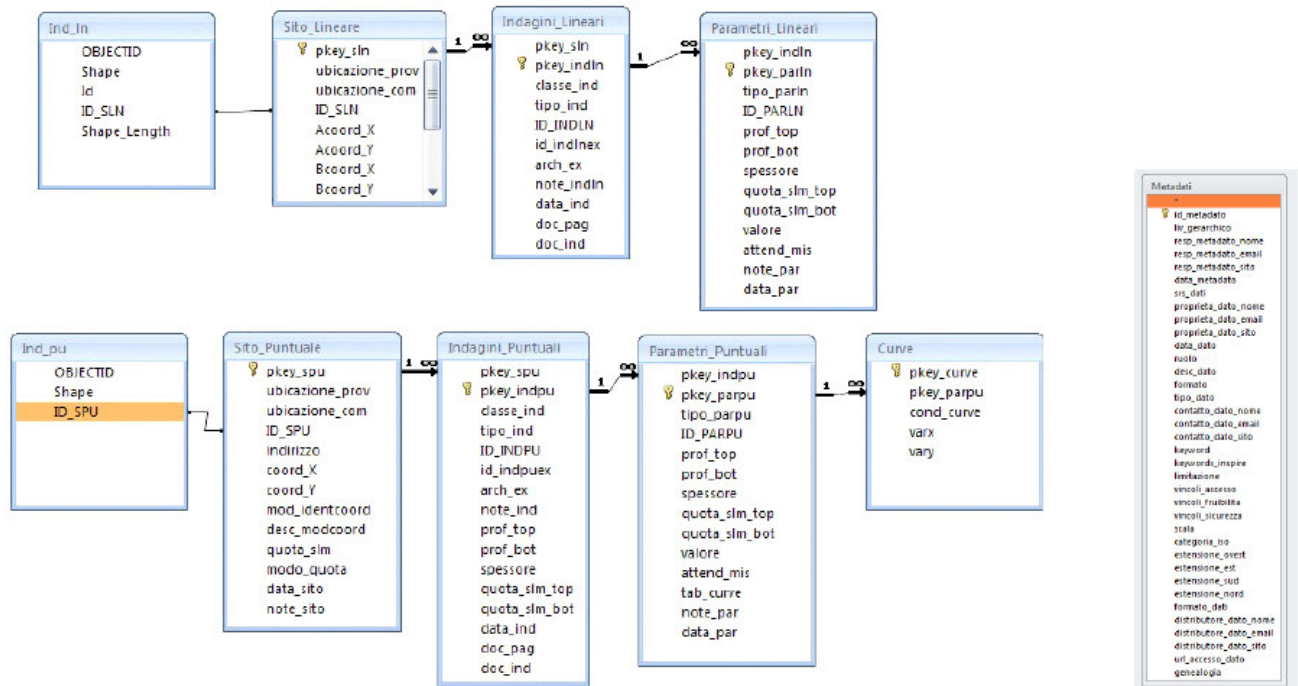 Ind_ln
OBJECTID
Shape
Id
ID_SLN
Shape_Length
Sito_Lineare
pkey_sln
ubicazione_prov
ubicazione_com
ID_SLN
Acoord_X
Acoord_Y
Bcoord_X
Bcoord_Y
1
∞
Indagini_Lineari
pkey_sln
pkey_indln
classe_ind
tipo_ind
ID_INDLN
id_indlnex
arch_ex
note_indln
data_ind
doc_pag
doc_ind
1
∞
Parametri_Lineari
pkey_indln
pkey_parln
tipo_parln
ID_PARLN
prof_top
prof_bot
spessore
quota_slm_top
quota_slm_bot
valore
attend_mis
note_par
data_par
Ind_pu
OBJECTID
Shape
ID_SPU
Sito_Puntuale
pkey_spu
ubicazione_prov
ubicazione_com
ID_SPU
indirizzo
coord_X
coord_Y
mod_identcoord
desc_modcoord
quota_slm
modo_quota
data_sito
note_sito
1
∞
Indagini_Puntuali
pkey_spu
pkey_indpu
classe_ind
tipo_ind
ID_INDPU
id_indpuex
arch_ex
note_ind
prof_top
prof_bot
spessore
quota_slm_top
quota_slm_bot
data_ind
doc_pag
doc_ind
1
∞
Parametri_Puntuali
pkey_indpu
pkey_parpu
tipo_parpu
ID_PARPU
prof_top
prof_bot
spessore
quota_slm_top
quota_slm_bot
valore
attend_mis
tab_curve
note_par
data_par
1
∞
Curve
pkey_curve
pkey_parpu
cond_curve
varx
vary
Metadati
*
id_metadato
liv_gerarchico
resp_metadato_nome
resp_metadato_email
resp_metadato_sito
data_metadato
srs_dati
proprieta_dato_nome
proprieta_dato_email
proprieta_dato_sito
data_dato
ruolo
desc_dato
formato
tipo_dato
contatto_dato_nome
contatto_dato_email
contatto_dato_sito
keyword
keywords_inspire
limitazione
vincoli_accesso
vincoli_fruibilita
vincoli_sicurezza
scala
categoria_iso
estensione_ovest
estensione_est
estensione_sud
estensione_nord
formato_dati
distributore_dato_nome
distributore_dato_email
distributore_dato_sito
url_accesso_dato
genealogia